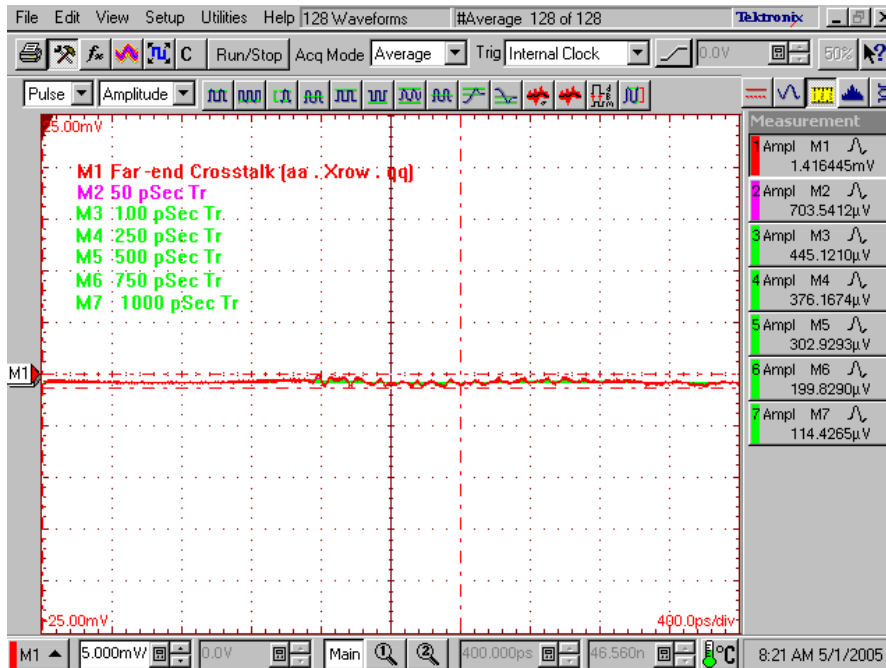 File Edit View Setup Utilities Help 128 Waveforms #Average 128 of 128 Tektronix
C Run/Stop Acq Mode Average Trig Internal Clock 0.0V 50%
Pulse Amplitude
25.00mV
M1 Far-end Crosstalk (aa . Xrow . qq)
M2 50 pSec Tr
M3 100 pSec Tr
M4 250 pSec Tr
M5 500 pSec Tr
M6 750 pSec Tr
M7 1000 pSec Tr
M1
-25.00mV 400.0ps/div
Measurement
1 Ampl M1
1.416445mV
2 Ampl M2
703.5412µV
3 Ampl M3
445.1210µV
4 Ampl M4
376.1674µV
5 Ampl M5
302.9293µV
6 Ampl M6
199.8290µV
7 Ampl M7
114.4265µV
M1 5.000mV/ 0.0V Main 1 2 400.000ps 46.560n °C 8:21 AM 5/1/2005